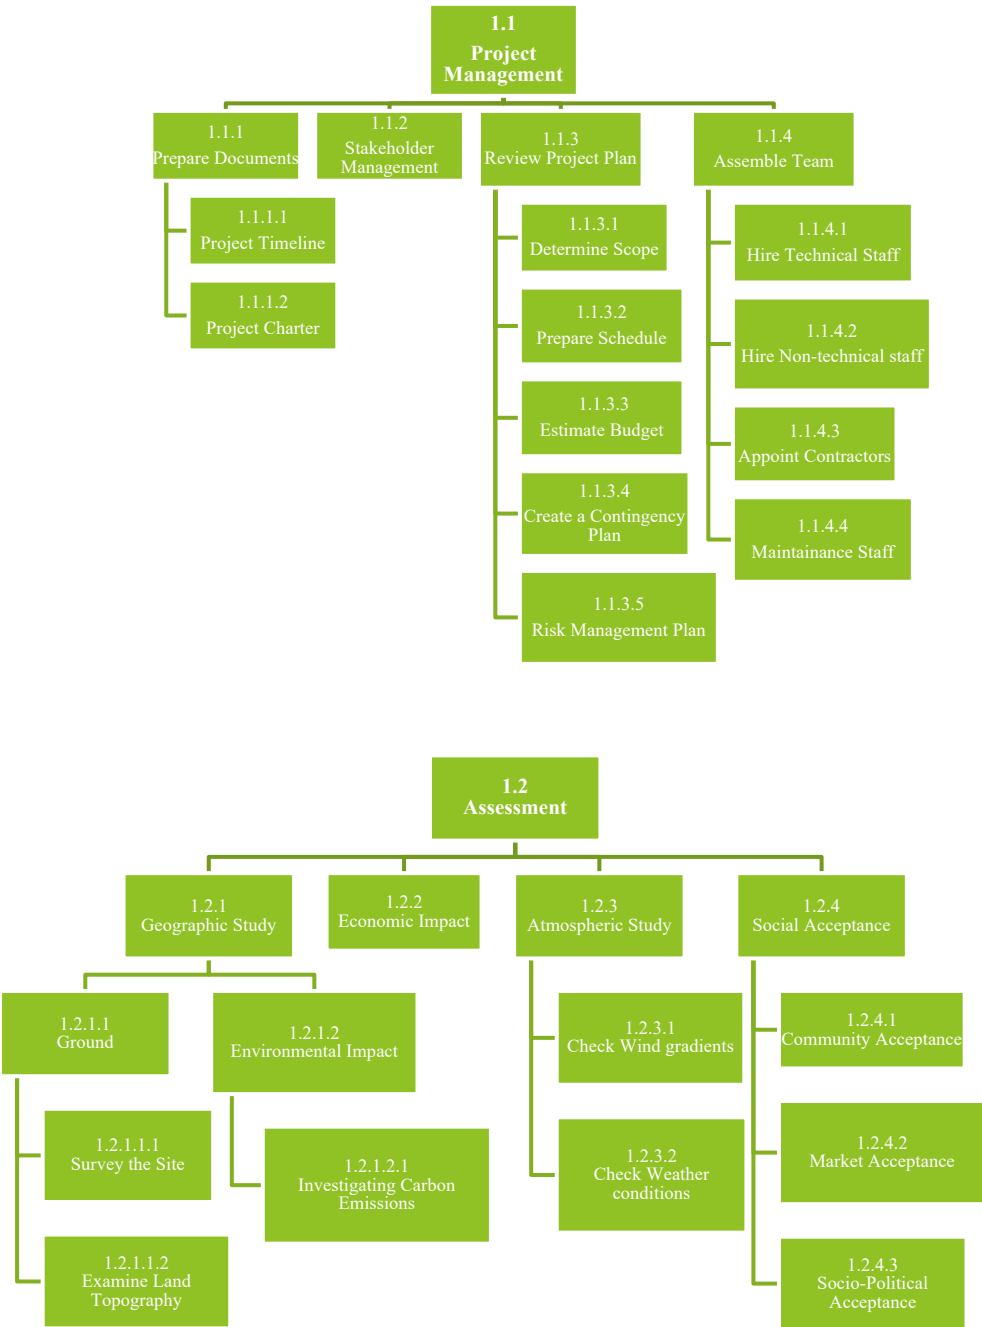 1.1
Project
Management
1.1.1
Prepare Documents
1.1.2
Stakeholder
Management
1.1.3
Review Project Plan
1.1.4
Assemble Team
1.1.1.1
Project Timeline
1.1.1.2
Project Charter
1.1.3.1
Determine Scope
1.1.3.2
Prepare Schedule
1.1.3.3
Estimate Budget
1.1.3.4
Create a Contingency
Plan
1.1.3.5
Risk Management Plan
1.1.4.1
Hire Technical Staff
1.1.4.2
Hire Non-technical staff
1.1.4.3
Appoint Contractors
1.1.4.4
Maintainance Staff
1.2
Assessment
1.2.1
Geographic Study
1.2.2
Economic Impact
1.2.3
Atmospheric Study
1.2.4
Social Acceptance
1.2.1.1
Ground
1.2.1.2
Environmental Impact
1.2.1.1.1
Survey the Site
1.2.1.1.2
Examine Land
Topography
1.2.1.2.1
Investigating Carbon
Emissions
1.2.3.1
Check Wind gradients
1.2.3.2
Check Weather
conditions
1.2.4.1
Community Acceptance
1.2.4.2
Market Acceptance
1.2.4.3
Socio-Political
Acceptance